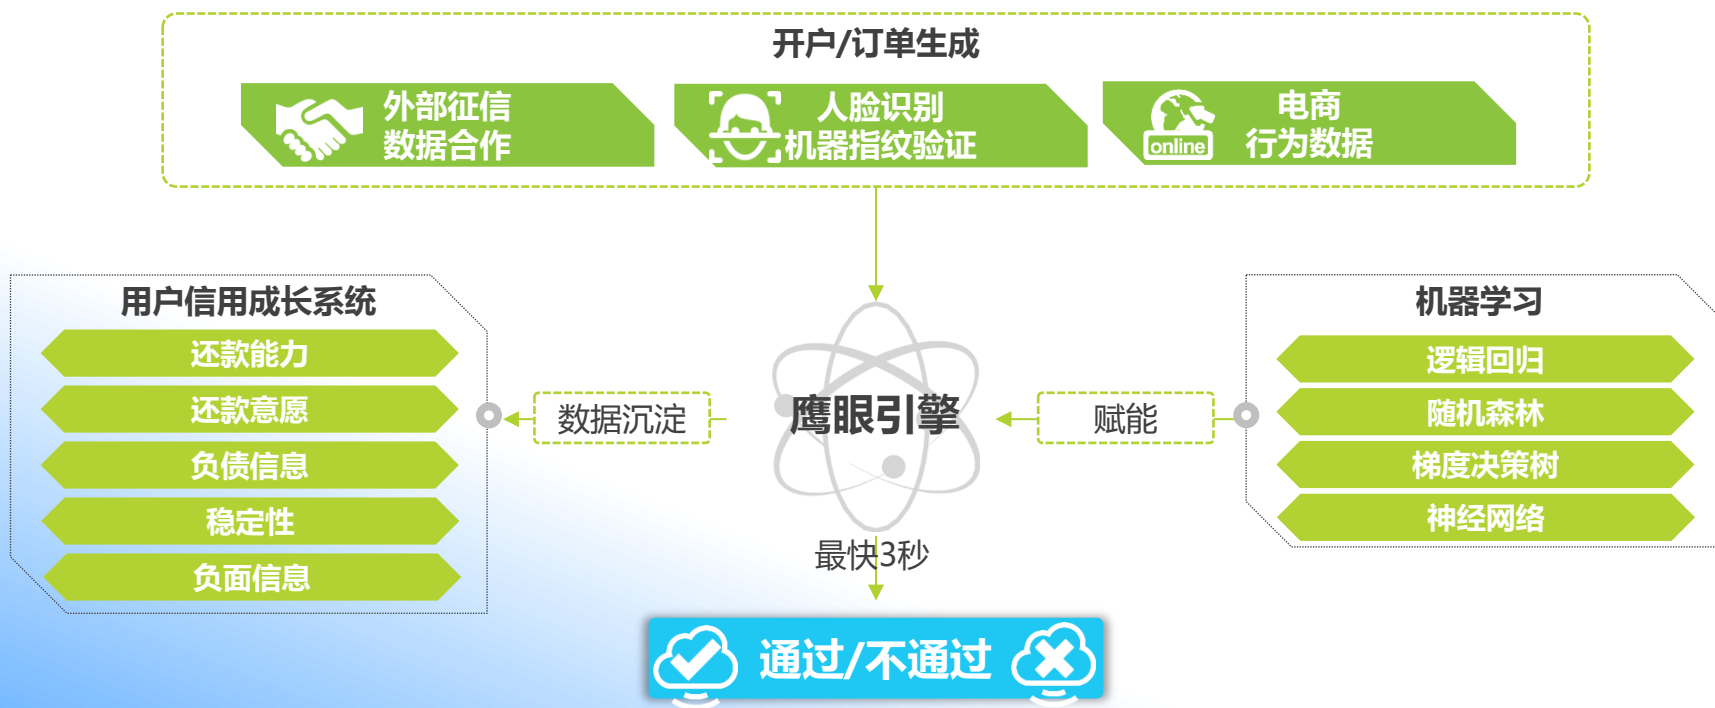 开户/订单生成
外部征信
数据合作
人脸识别
机器指纹验证
online
电商
行为数据
用户信用成长系统
还款能力
还款意愿
负债信息
稳定性
负面信息
数据沉淀
鹰眼引擎
最快3秒
赋能
机器学习
逻辑回归
随机森林
梯度决策树
神经网络
通过/不通过